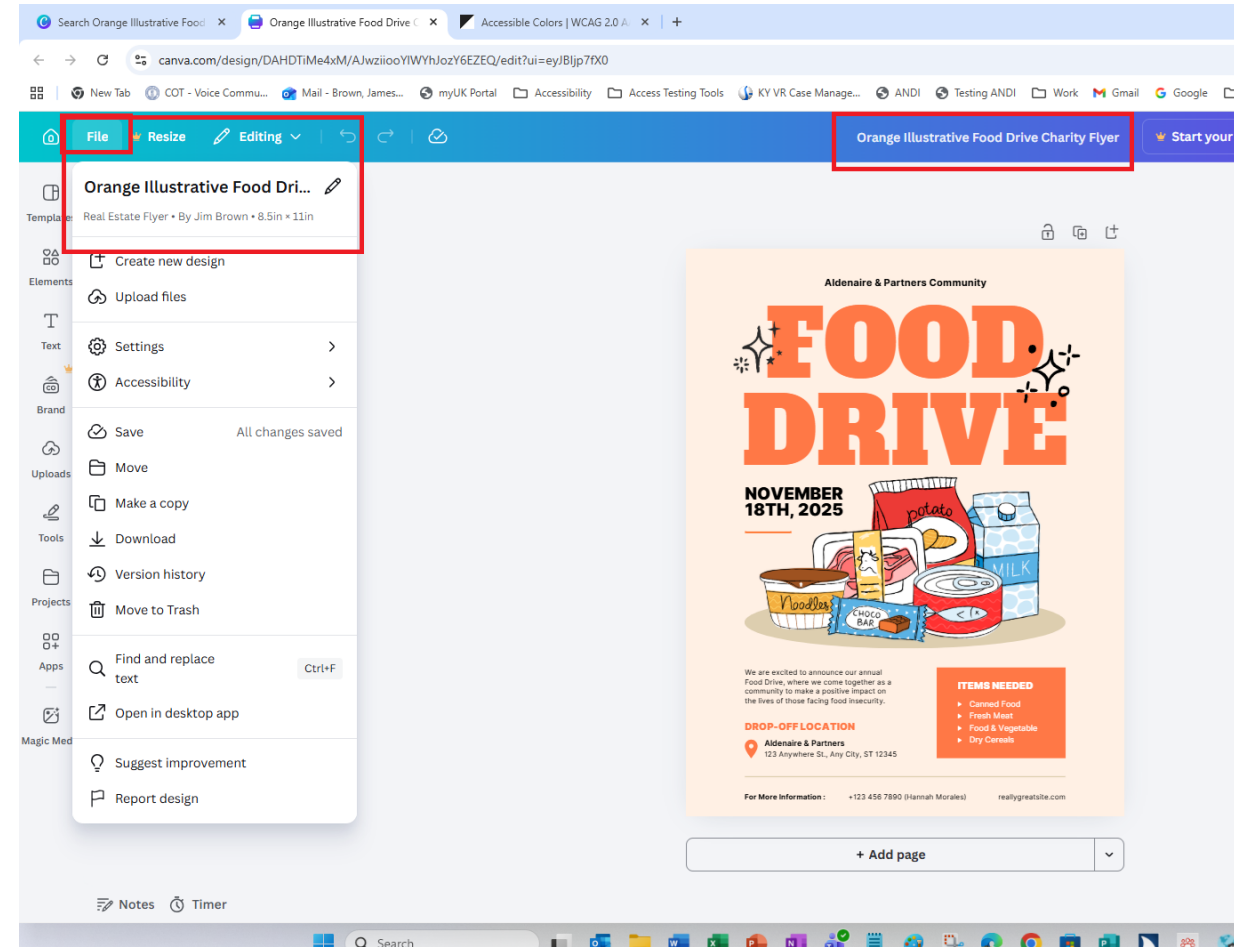 Search Orange Illustrative Food
Orange Illustrative Food Drive C
Accessible Colors | WCAG 2.0 A
canva.com/design/DAHDTiMe4xM/AJwziiooYIWYhJozY6EZEQ/edit?ui=eyJBIjp7fX0
New Tab
COT - Voice Commu...
Mail - Brown, James...
myUK Portal
Accessibility
Access Testing Tools
KY VR Case Manage...
ANDI
Testing ANDI
Work
Gmail
Google
File
Resize
Editing
Orange Illustrative Food Drive Charity Flyer
Start your
Templates
Elements
Text
Brand
Uploads
Tools
Projects
Apps
Magic Med
Orange Illustrative Food Dri...
Real Estate Flyer • By Jim Brown • 8.5in × 11in
Create new design
Upload files
Settings
Accessibility
Save All changes saved
Move
Make a copy
Download
Version history
Move to Trash
Find and replace
text
Ctrl+F
Open in desktop app
Suggest improvement
Report design
Aldenaire & Partners Community
FOOD
DRIVE
NOVEMBER
18TH, 2025
potato
MILK
Noodles
CHOCO
BAR
We are excited to announce our annual
Food Drive, where we come together as a
community to make a positive impact on
the lives of those facing food insecurity.
DROP-OFF LOCATION
Aldenaire & Partners
123 Anywhere St., Any City, ST 12345
ITEMS NEEDED
Canned Food
Fresh Meat
Food & Vegetable
Dry Cereals
For More Information :
+123 456 7890 (Hannah Morales)
reallygreatsite.com
+ Add page
Notes
Timer
Search